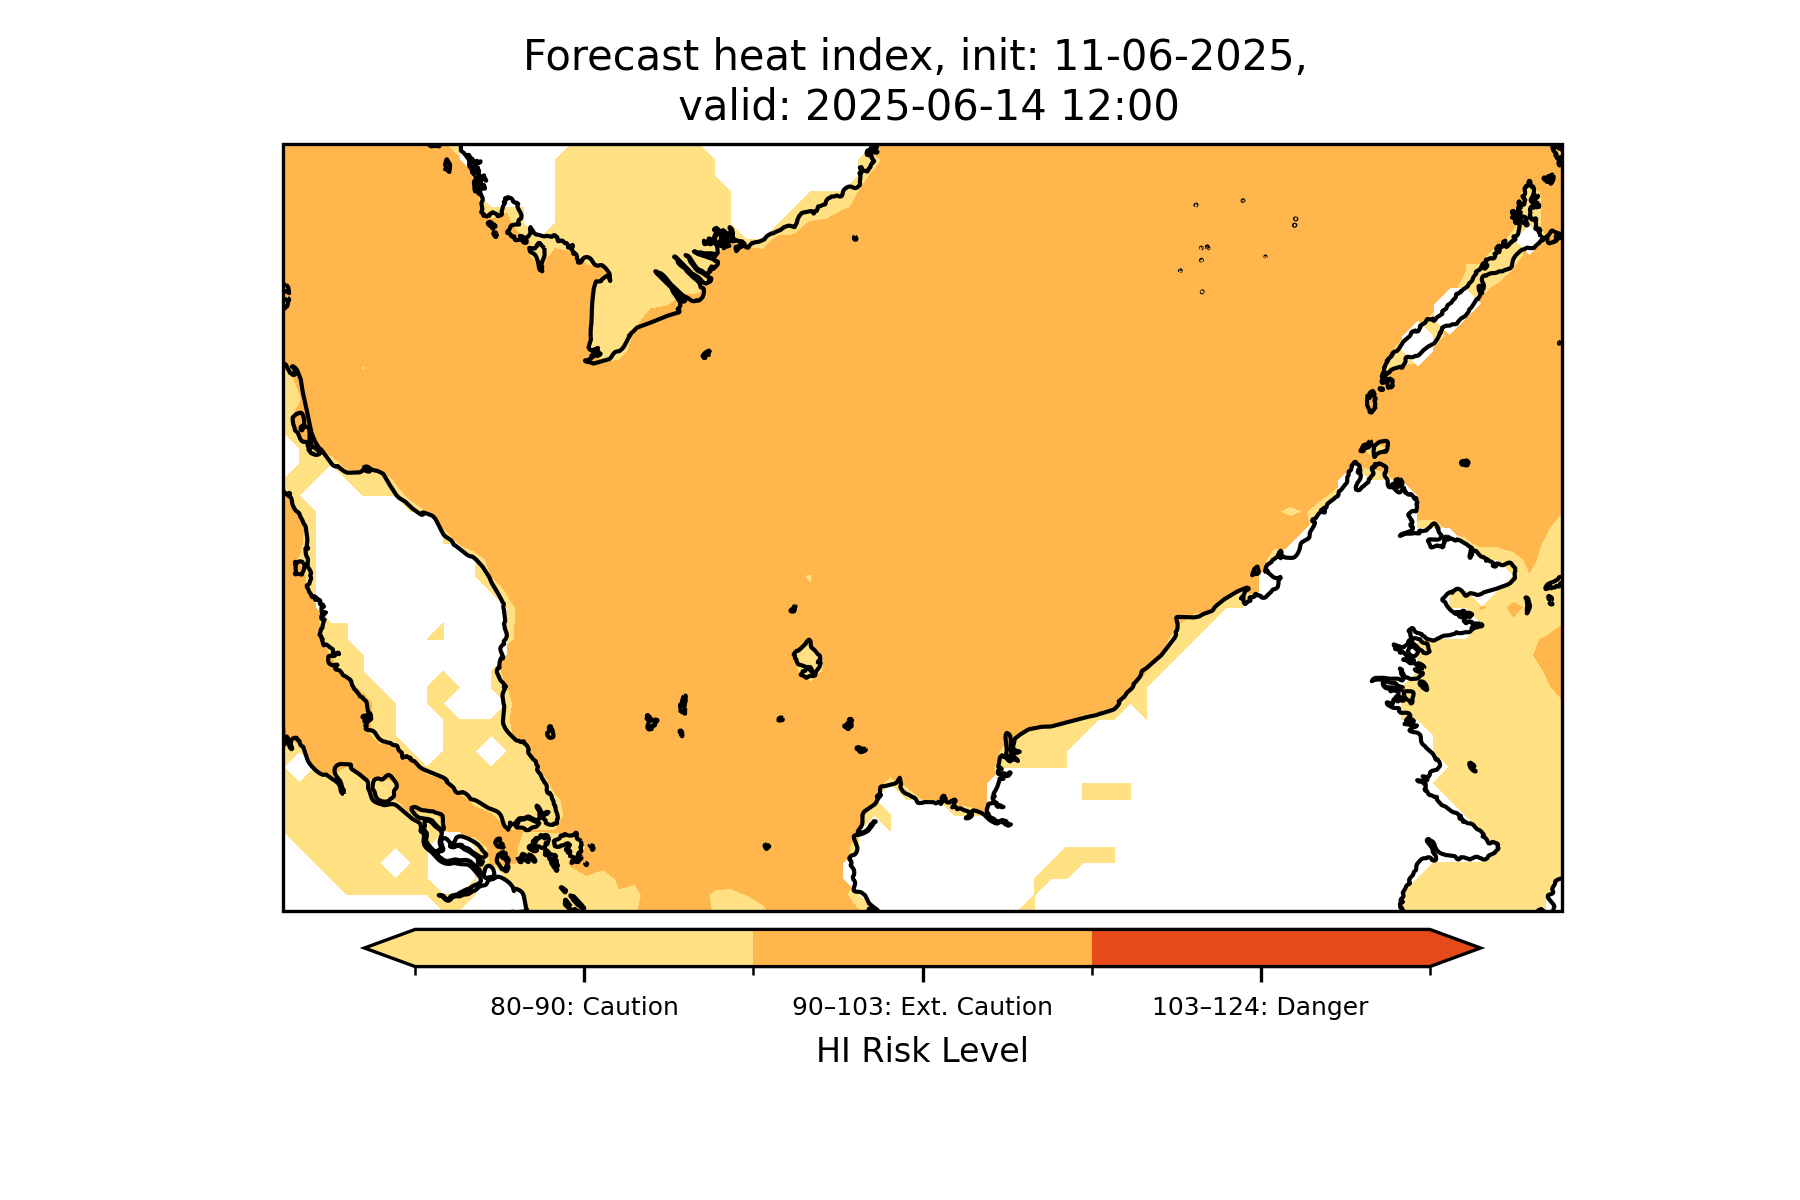 Forecast heat index, init: 11-06-2025,
valid: 2025-06-14 12:00
80–90: Caution
90–103: Ext. Caution
103–124: Danger
HI Risk Level